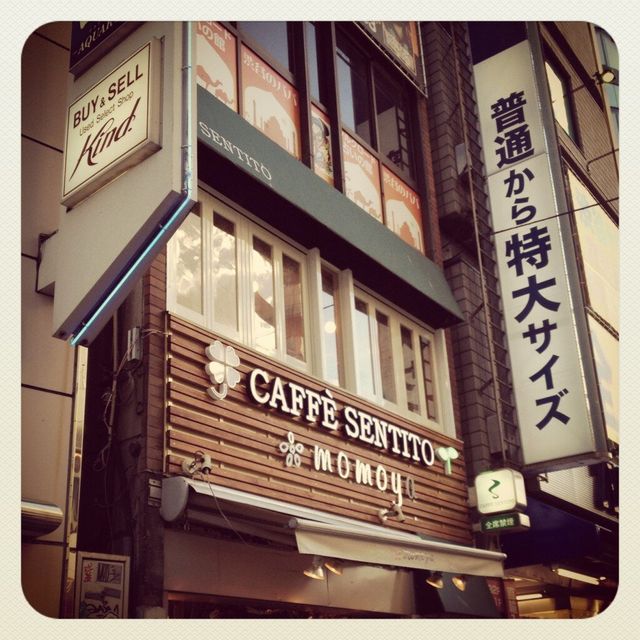 AQUA
BUY & SELL
Used Select Shop
Kind.
SENTITO
CAFFÈ SENTITO
momoya
普通から特大サイズ
全席禁煙